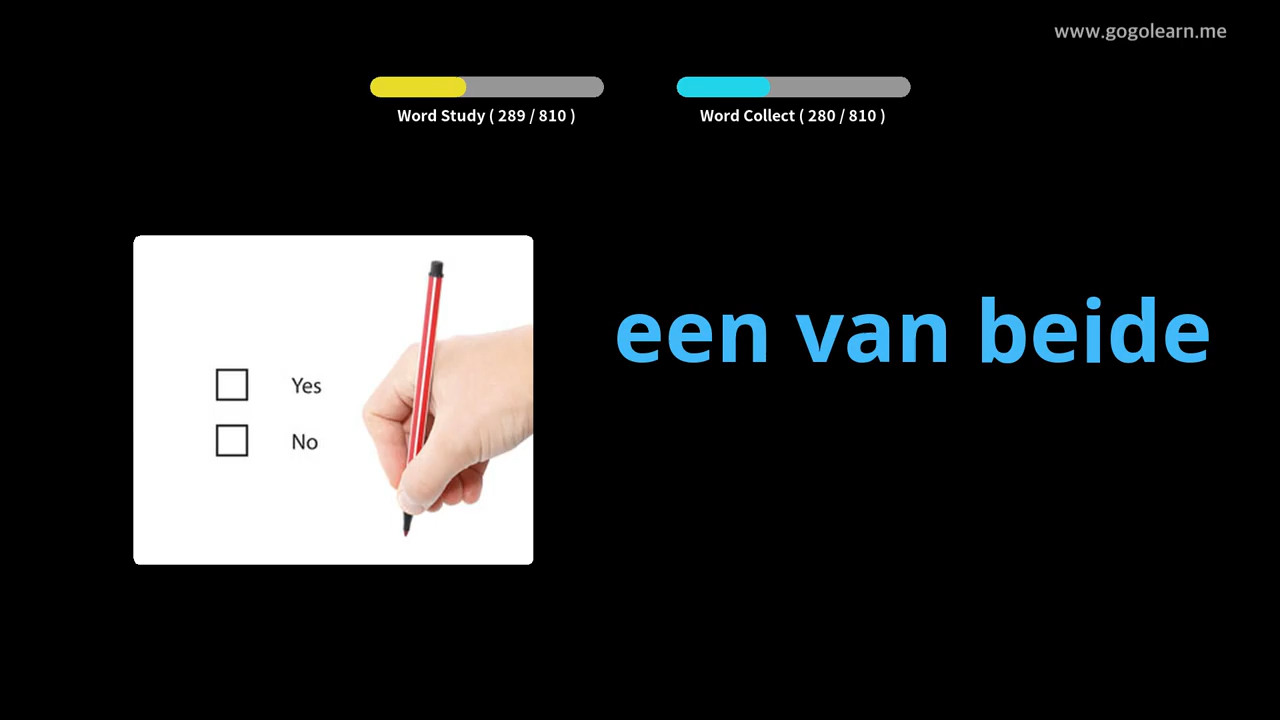 www.gogolearn.me
Word Study ( 289 / 810 )
Word Collect ( 280 / 810 )
een van beide
Yes
No